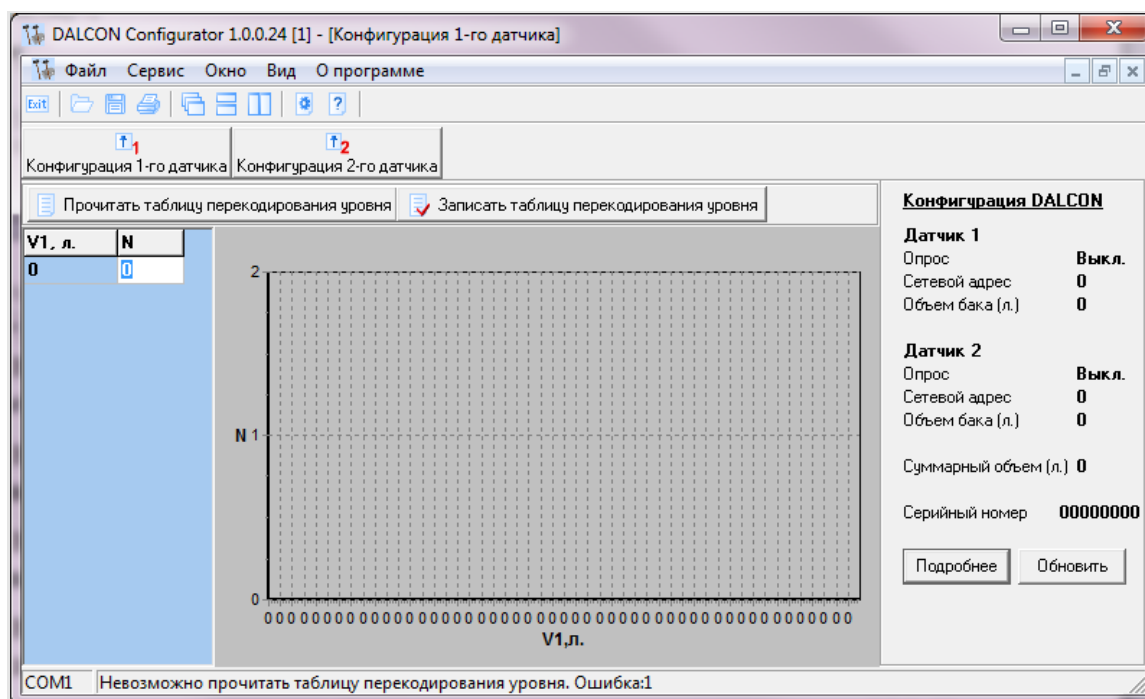 DALCON Configurator 1.0.0.24 [1] - [Конфигурация 1-го датчика]
Файл Сервис Окно Вид О программе
Exit ?
1 2
Конфигурация 1-го датчика Конфигурация 2-го датчика
Прочитать таблицу перекодирования уровня Записать таблицу перекодирования уровня
V1, л. N
0 0
2
N 1
0
0 0 0 0 0 0 0 0 0 0 0 0 0 0 0 0 0 0 0 0 0 0 0 0 0 0 0 0 0 0 0 0 0 0 0 0 0 0 0 0 0 0 0 0 0 0 0 0 0
V1,л.
Конфигурация DALCON
Датчик 1
Опрос Выкл.
Сетевой адрес 0
Объем бака (л.) 0
Датчик 2
Опрос Выкл.
Сетевой адрес 0
Объем бака (л.) 0
Суммарный объем (л.) 0
Серийный номер 00000000
Подробнее Обновить
COM1 Невозможно прочитать таблицу перекодирования уровня. Ошибка:1